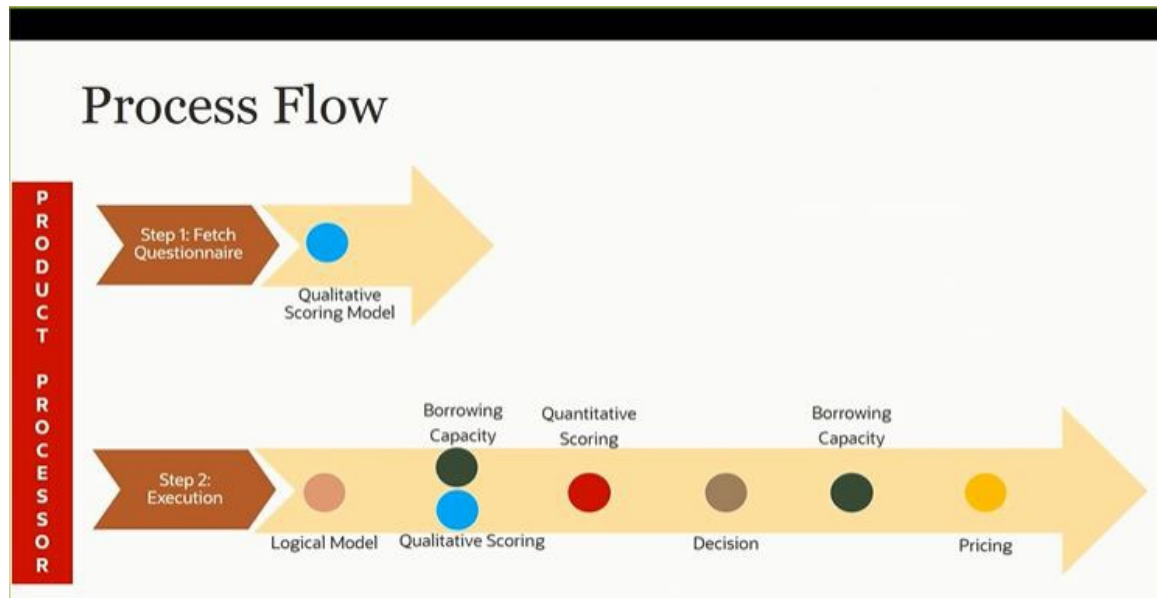 Process Flow
PRODUCT PROCESSOR
Step 1: Fetch
Questionnaire
Qualitative
Scoring Model
Step 2:
Execution
Logical Model
Borrowing
Capacity
Qualitative Scoring
Quantitative
Scoring
Decision
Borrowing
Capacity
Pricing